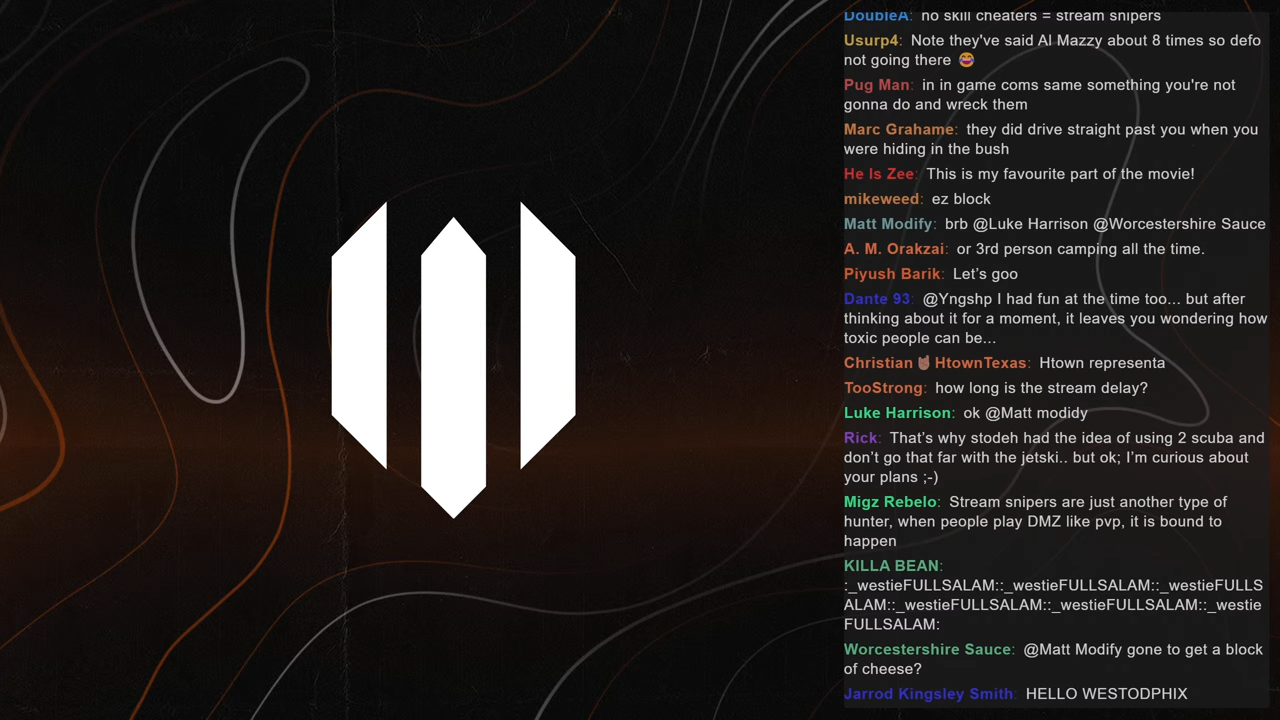 DoubleA: no skill cheaters = stream snipers
Usurp4: Note they've said Al Mazzy about 8 times so defo
not going there 😂
Pug Man: in in game coms same something you're not
gonna do and wreck them
Marc Grahame: they did drive straight past you when you
were hiding in the bush
He Is Zee: This is my favourite part of the movie!
mikeweed: ez block
Matt Modify: brb @Luke Harrison @Worcestershire Sauce
A. M. Orakzai: or 3rd person camping all the time.
Piyush Barik: Let's goo
Dante 93: @Yngshp I had fun at the time too... but after
thinking about it for a moment, it leaves you wondering how
toxic people can be...
Christian 🤘🏾 HtownTexas: Htown representa
TooStrong: how long is the stream delay?
Luke Harrison: ok @Matt modidy
Rick: That's why stodeh had the idea of using 2 scuba and
don't go that far with the jetski.. but ok; I'm curious about
your plans ;-)
Migz Rebelo: Stream snipers are just another type of
hunter, when people play DMZ like pvp, it is bound to
happen
KILLA BEAN:
:_westieFULLSALAM::_westieFULLSALAM::_westieFULLS
ALAM::_westieFULLSALAM::_westieFULLSALAM::_westie
FULLSALAM:
Worcestershire Sauce: @Matt Modify gone to get a block
of cheese?
Jarrod Kingsley Smith: HELLO WESTODPHIX